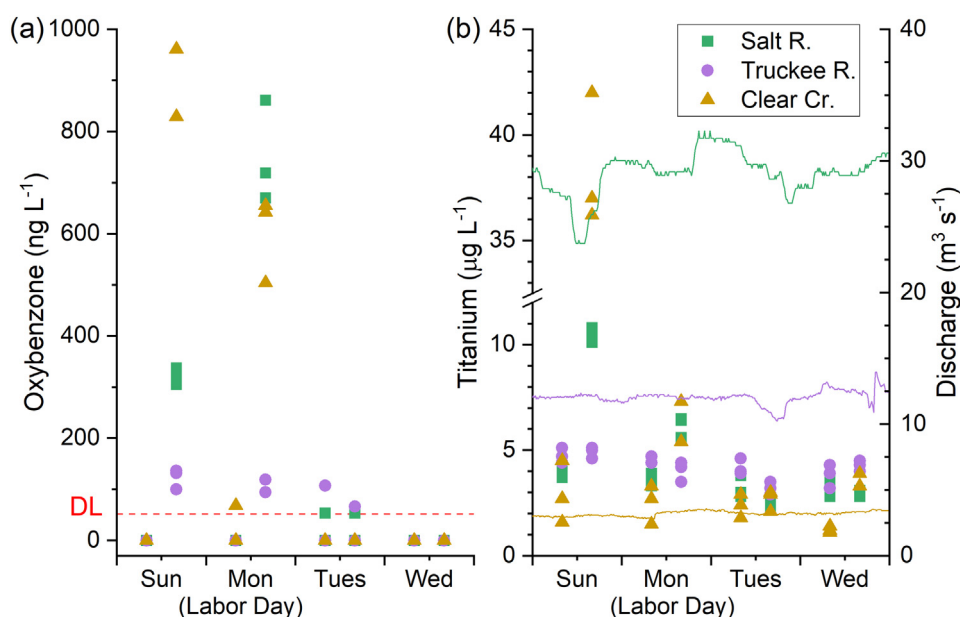 (a)
Oxybenzone (ng L⁻¹)
1000
800
600
400
200
0
DL
Sun Mon Tues Wed
(Labor Day)
(b)
Titanium (μg L⁻¹)
45
40
35
10
5
0
Salt R.
Truckee R.
Clear Cr.
40
30
20
10
0
Discharge (m³ s⁻¹)
Sun Mon Tues Wed
(Labor Day)